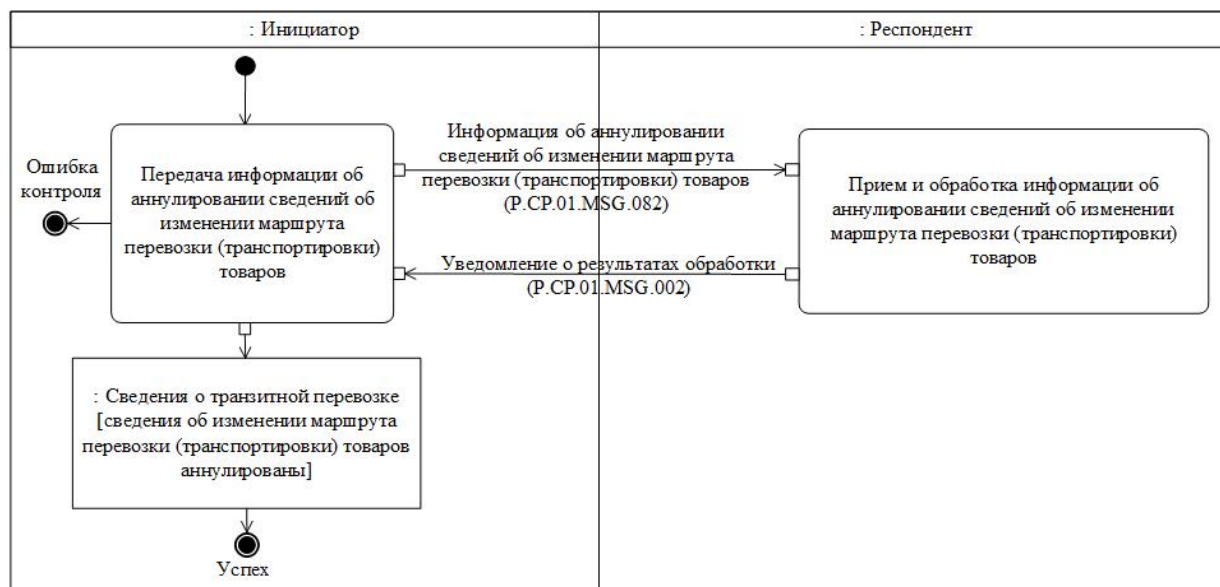 : Инициатор
: Респондент
Ошибка
контроля
Передача информации об
аннулировании сведений об
изменении маршрута
перевозки (транспортировки)
товаров
Информация об аннулировании
сведений об изменении маршрута
перевозки (транспортировки) товаров
(P.CP.01.MSG.082)
Уведомление о результатах обработки
(P.CP.01.MSG.002)
Прием и обработка информации об
аннулировании сведений об изменении
маршрута перевозки (транспортировки)
товаров
: Сведения о транзитной перевозке
[сведения об изменении маршрута
перевозки (транспортировки) товаров
аннулированы]
Успех